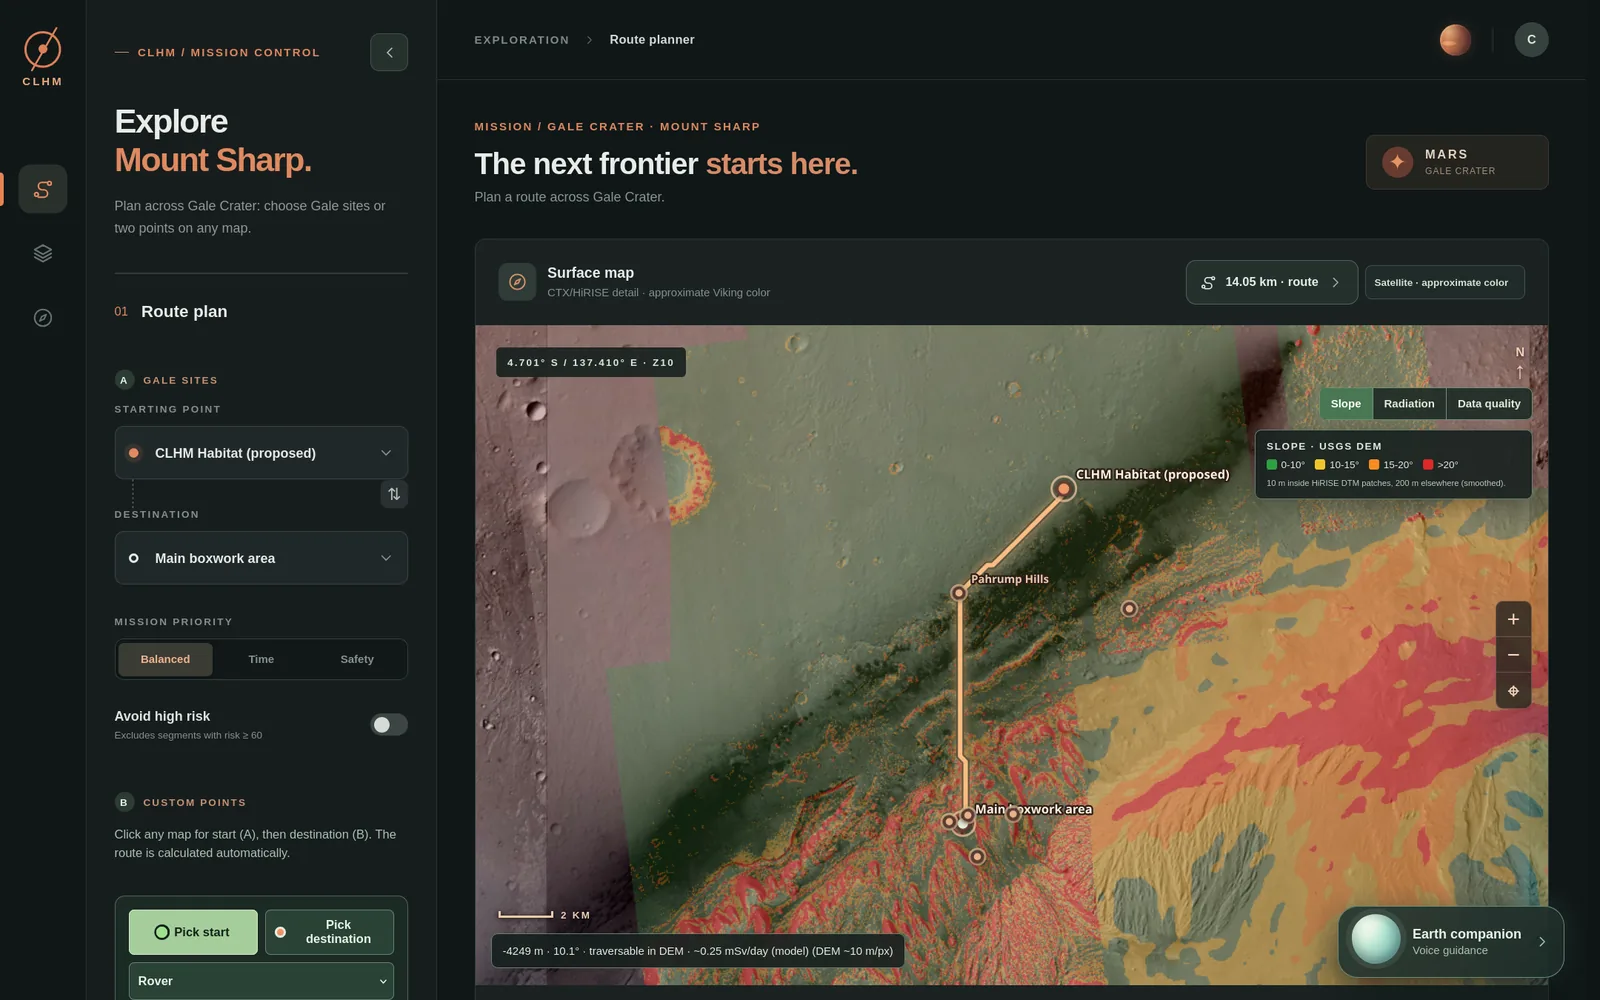 CLHM
CLHM / MISSION CONTROL
Explore
Mount Sharp.
Plan across Gale Crater: choose Gale sites or
two points on any map.
01 Route plan
A GALE SITES
STARTING POINT
CLHM Habitat (proposed)
DESTINATION
Main boxwork area
MISSION PRIORITY
Balanced Time Safety
Avoid high risk
Excludes segments with risk ≥ 60
B CUSTOM POINTS
Click any map for start (A), then destination (B). The
route is calculated automatically.
Pick start
Pick
destination
Rover
EXPLORATION Route planner
C
MISSION / GALE CRATER · MOUNT SHARP
The next frontier starts here.
Plan a route across Gale Crater.
MARS
GALE CRATER
Surface map
CTX/HiRISE detail · approximate Viking color
14.05 km · route
Satellite · approximate color
4.701° S / 137.410° E · Z10
N
Slope Radiation Data quality
SLOPE · USGS DEM
0-10° 10-15° 15-20° >20°
10 m inside HiRISE DTM patches, 200 m elsewhere (smoothed).
CLHM Habitat (proposed)
Pahrump Hills
Main boxwork area
2 KM
-4249 m · 10.1° · traversable in DEM · ~0.25 mSv/day (model) (DEM ~10 m/px)
Earth companion
Voice guidance